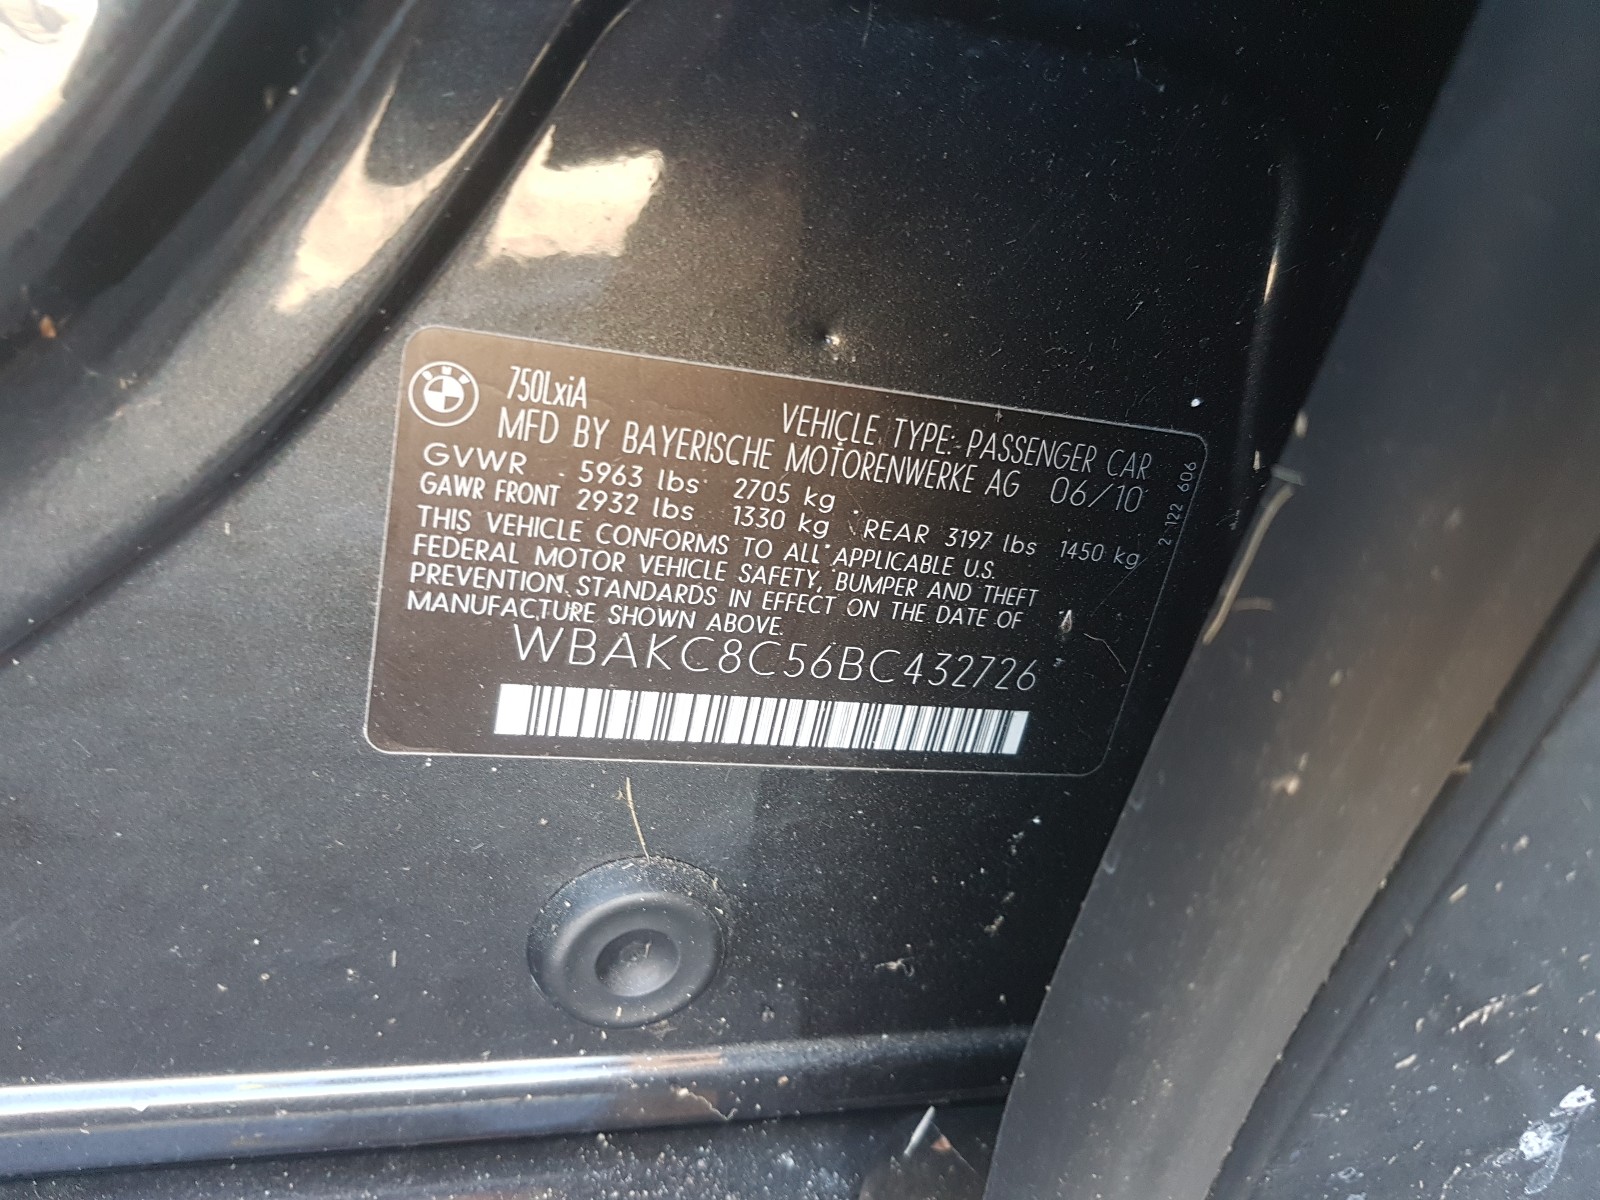 BMW
750LxiA
VEHICLE TYPE: PASSENGER CAR
MFD BY BAYERISCHE MOTORENWERKE AG 06/10
GVWR 5963 lbs 2705 kg
GAWR FRONT 2932 lbs 1330 kg REAR 3197 lbs 1450 kg
THIS VEHICLE CONFORMS TO ALL APPLICABLE U.S.
FEDERAL MOTOR VEHICLE SAFETY, BUMPER AND THEFT
PREVENTION STANDARDS IN EFFECT ON THE DATE OF
MANUFACTURE SHOWN ABOVE.
WBAKC8C56BC432726
2 122 606